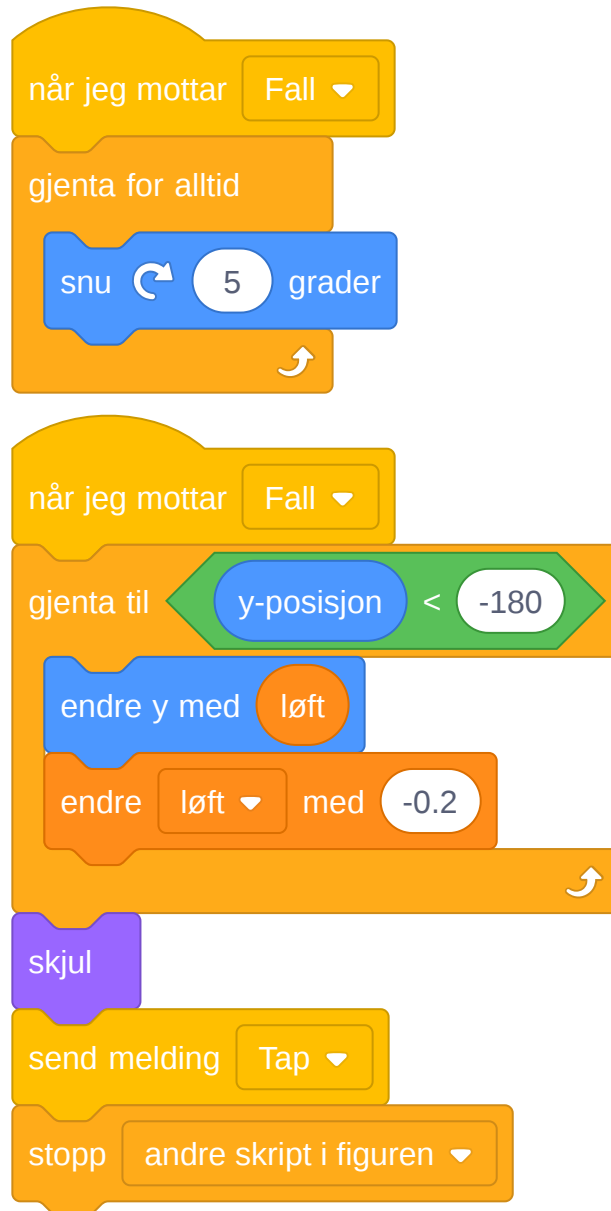 når jeg mottar Fall
gjenta for alltid
snu 5 grader
når jeg mottar Fall
gjenta til y-posisjon < -180
endre y med løft
endre løft med -0.2
skjul
send melding Tap
stopp andre skript i figuren